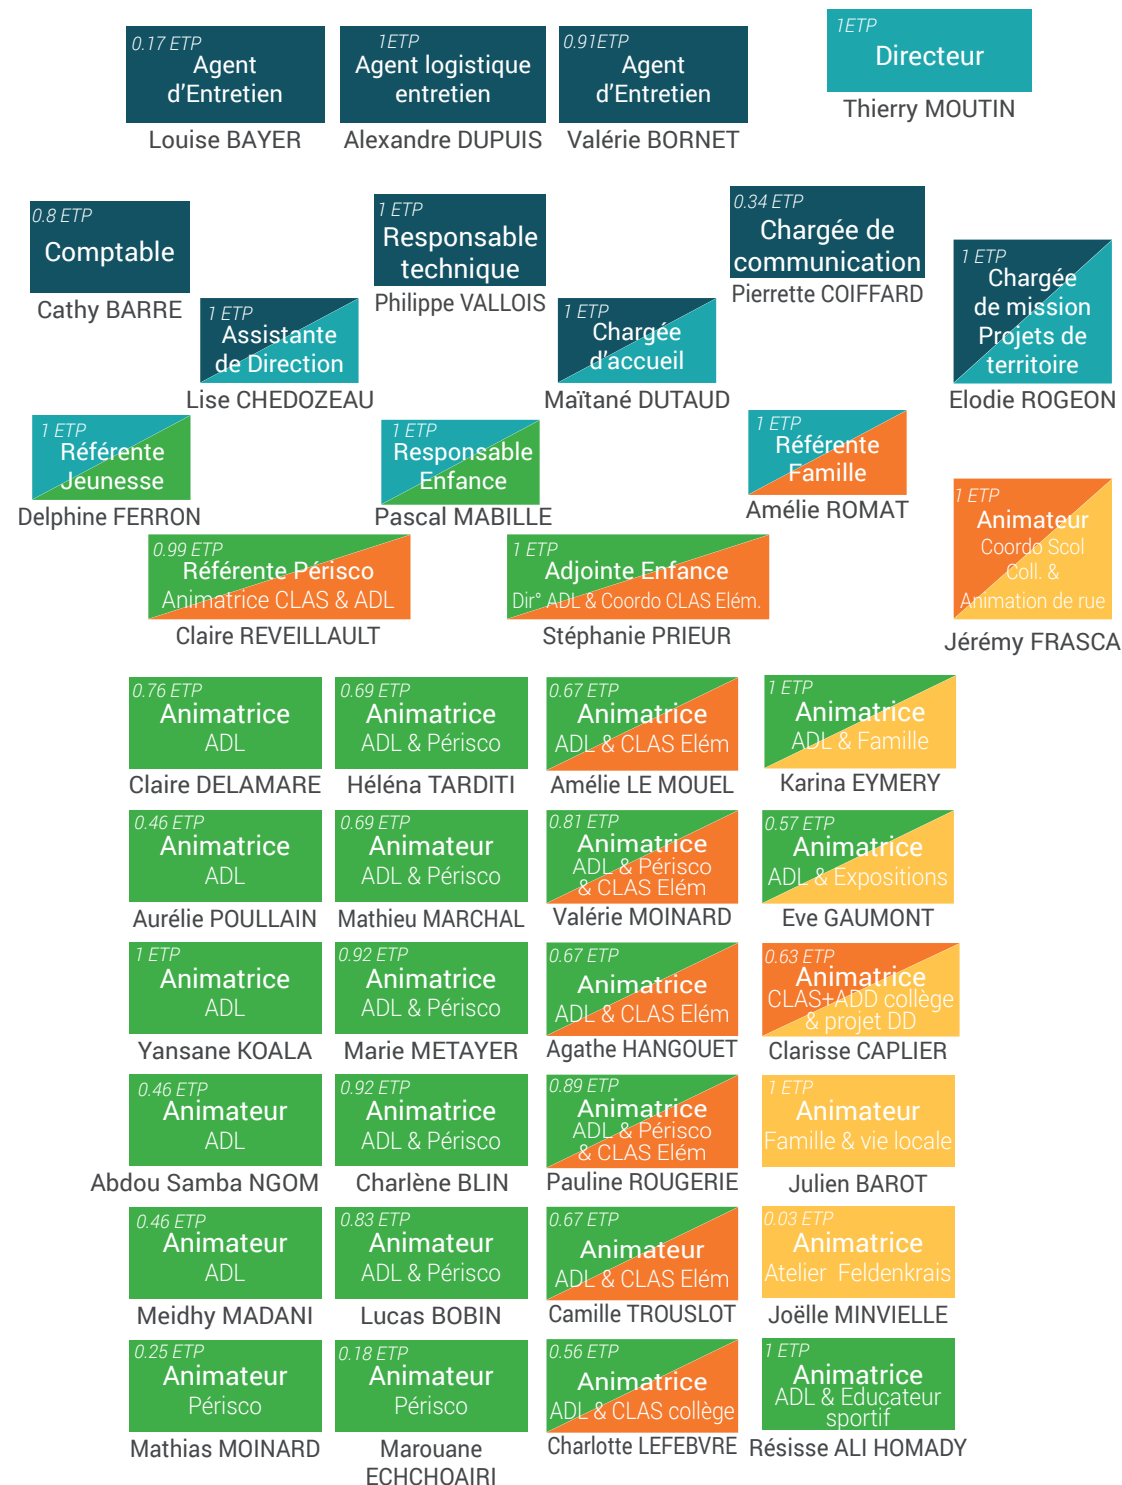 0.17 ETP
Agent
d'Entretien
Louise BAYER
1ETP
Agent logistique
entretien
Alexandre DUPUIS
0.91ETP
Agent
d'Entretien
Valérie BORNET
1ETP
Directeur
Thierry MOUTIN
0.8 ETP
Comptable
Cathy BARRE
1 ETP
Responsable
technique
Philippe VALLOIS
0.34 ETP
Chargée de
communication
Pierrette COIFFARD
1 ETP
Chargée
de mission
Projets de
territoire
Elodie ROGEON
1 ETP
Assistante
de Direction
Lise CHEDOZEAU
1 ETP
Chargée
d'accueil
Maïtané DUTAUD
1 ETP
Référente
Jeunesse
Delphine FERRON
1 ETP
Responsable
Enfance
Pascal MABILLE
1 ETP
Référente
Famille
Amélie ROMAT
1 ETP
Animateur
Coordo Scol
Coll. &
Animation de rue
Jérémy FRASCA
0.99 ETP
Référente Périsco
Animatrice CLAS & ADL
Claire REVEILLAULT
1 ETP
Adjointe Enfance
Dir° ADL & Coordo CLAS Elém.
Stéphanie PRIEUR
0.76 ETP
Animatrice
ADL
Claire DELAMARE
0.69 ETP
Animatrice
ADL & Périsco
Héléna TARDITI
0.67 ETP
Animatrice
ADL & CLAS Elém
Amélie LE MOUEL
1 ETP
Animatrice
ADL & Famille
Karina EYMERY
0.46 ETP
Animatrice
ADL
Aurélie POULLAIN
0.69 ETP
Animateur
ADL & Périsco
Mathieu MARCHAL
0.81 ETP
Animatrice
ADL & Périsco
& CLAS Elém
Valérie MOINARD
0.57 ETP
Animatrice
ADL & Expositions
Eve GAUMONT
1 ETP
Animatrice
ADL
Yansane KOALA
0.92 ETP
Animatrice
ADL & Périsco
Marie METAYER
0.67 ETP
Animatrice
ADL & CLAS Elém
Agathe HANGOUET
0.63 ETP
Animatrice
CLAS+ADD collège
& projet DD
Clarisse CAPLIER
0.46 ETP
Animateur
ADL
Abdou Samba NGOM
0.92 ETP
Animatrice
ADL & Périsco
Charlène BLIN
0.89 ETP
Animatrice
ADL & Périsco
& CLAS Elém
Pauline ROUGERIE
1 ETP
Animateur
Famille & vie locale
Julien BAROT
0.46 ETP
Animateur
ADL
Meidhy MADANI
0.83 ETP
Animateur
ADL & Périsco
Lucas BOBIN
0.67 ETP
Animateur
ADL & CLAS Elém
Camille TROUSLOT
0.03 ETP
Animatrice
Atelier Feldenkrais
Joëlle MINVIELLE
0.25 ETP
Animateur
Périsco
Mathias MOINARD
0.18 ETP
Animateur
Périsco
Marouane
ECHCHOAIRI
0.56 ETP
Animatrice
ADL & CLAS collège
Charlotte LEFEBVRE
1 ETP
Animatrice
ADL & Educateur
sportif
Résisse ALI HOMADY